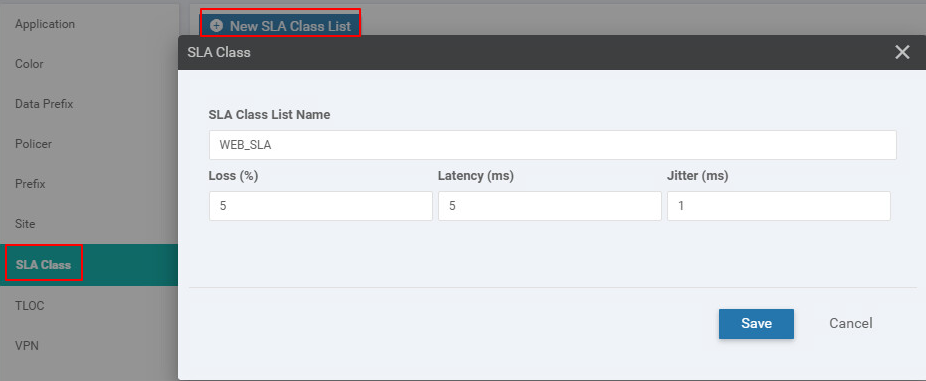 Application
New SLA Class List
SLA Class
Color
Data Prefix
Policer
Prefix
Site
SLA Class
TLOC
VPN
SLA Class List Name
WEB_SLA
Loss (%) Latency (ms) Jitter (ms)
5 5 1
Save Cancel